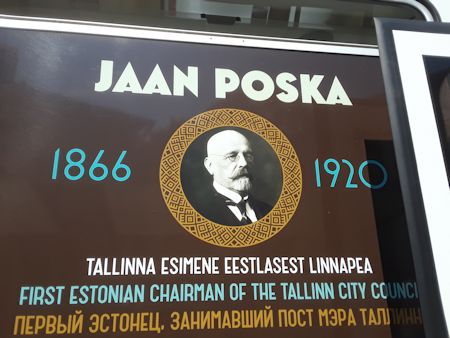 JAAN POSKA
1866
1920
TALLINNA ESIMENE EESTLASEST LINNAPEA
FIRST ESTONIAN CHAIRMAN OF THE TALLINN CITY COUNCI
ПЕРВЫЙ ЭСТОНЕЦ, ЗАНИМАВШИЙ ПОСТ МЭРА ТАЛЛИНН